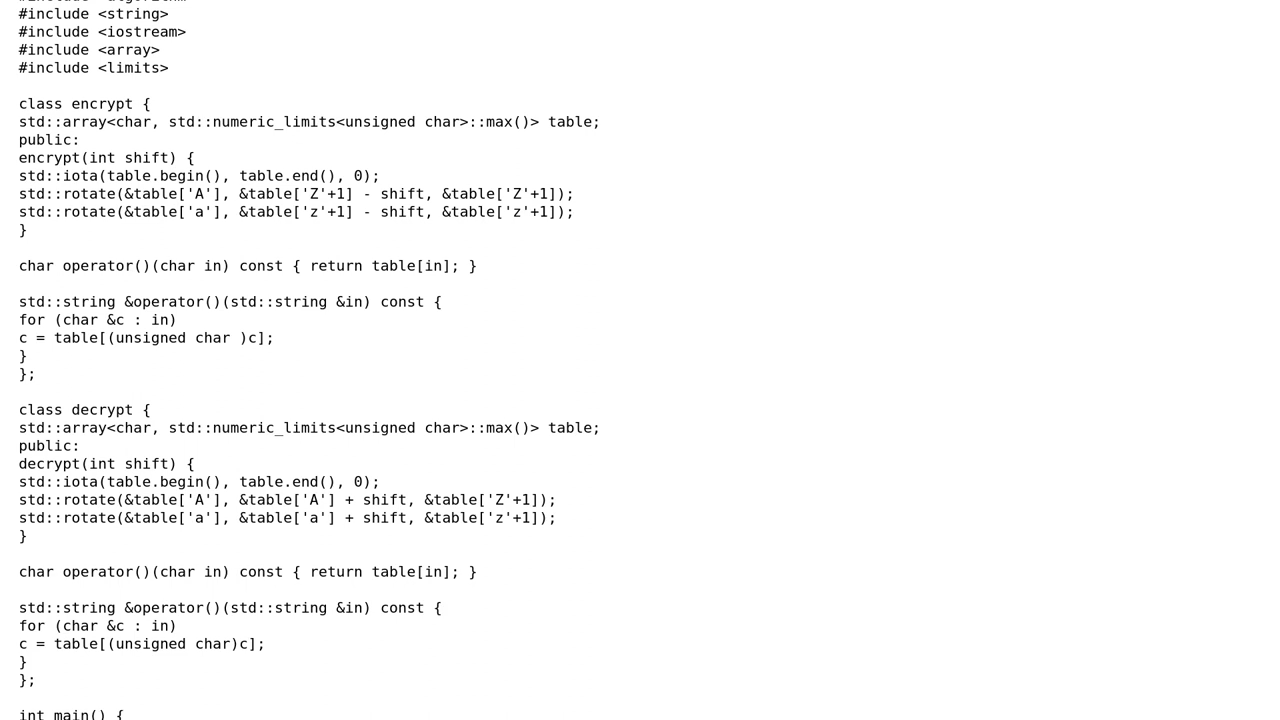 #include <algorithm>
#include <string>
#include <iostream>
#include <array>
#include <limits>

class encrypt {
std::array<char, std::numeric_limits<unsigned char>::max()> table;
public:
encrypt(int shift) {
std::iota(table.begin(), table.end(), 0);
std::rotate(&table['A'], &table['Z'+1] - shift, &table['Z'+1]);
std::rotate(&table['a'], &table['z'+1] - shift, &table['z'+1]);
}

char operator()(char in) const { return table[in]; }

std::string &operator()(std::string &in) const {
for (char &c : in)
c = table[(unsigned char )c];
}
};

class decrypt {
std::array<char, std::numeric_limits<unsigned char>::max()> table;
public:
decrypt(int shift) {
std::iota(table.begin(), table.end(), 0);
std::rotate(&table['A'], &table['A'] + shift, &table['Z'+1]);
std::rotate(&table['a'], &table['a'] + shift, &table['z'+1]);
}

char operator()(char in) const { return table[in]; }

std::string &operator()(std::string &in) const {
for (char &c : in)
c = table[(unsigned char)c];
}
};

int main() {